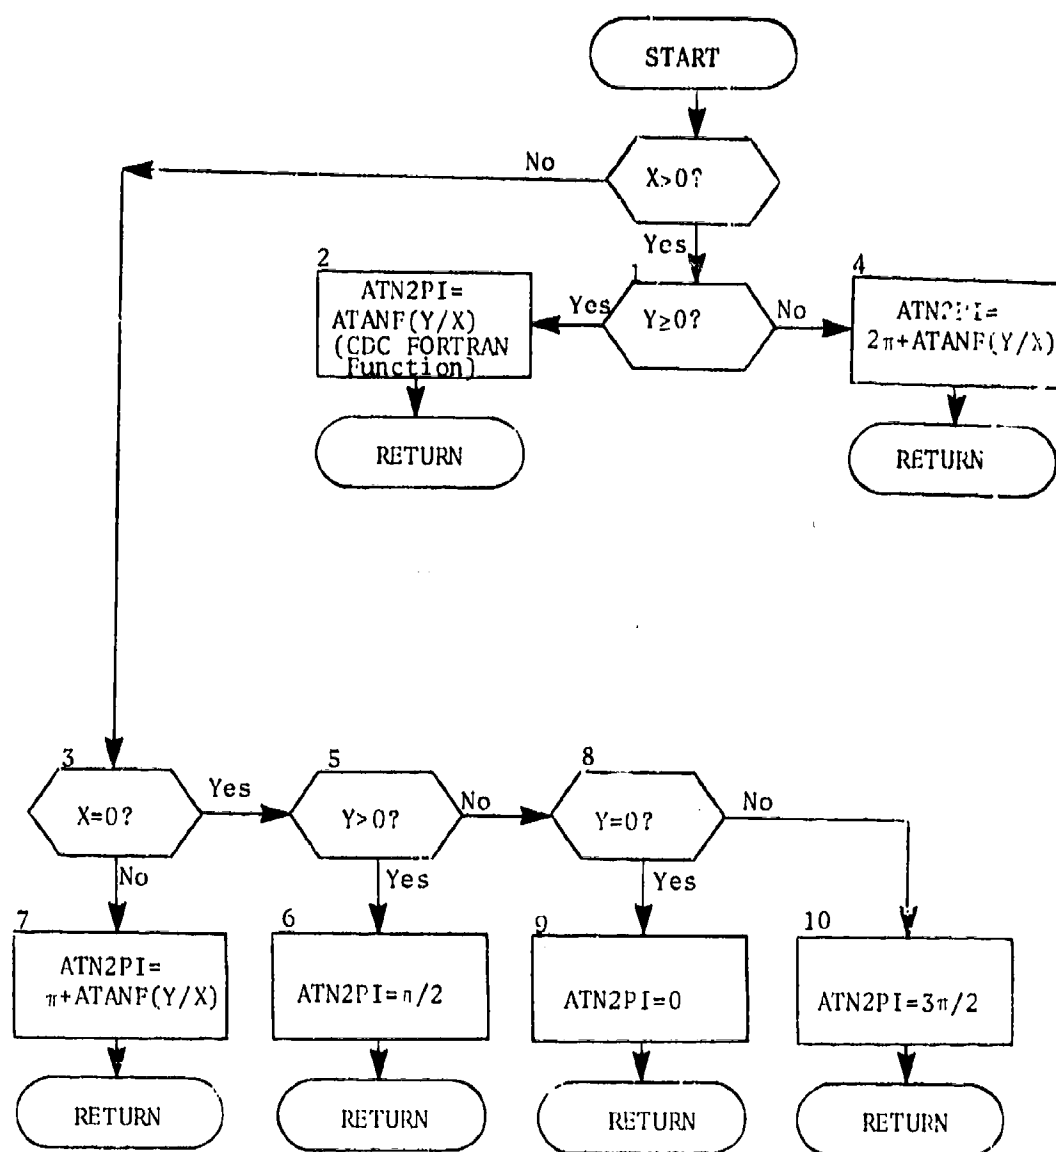 START
X>0?
No
Yes
1
Y≥0?
Yes
No
2
ATN2PI=
ATANF(Y/X)
(CDC FORTRAN
Function)
RETURN
4
ATN2PI=
2π+ATANF(Y/X)
RETURN
3
X=0?
Yes
No
5
Y>0?
No
Yes
8
Y=0?
No
Yes
7
ATN2PI=
π+ATANF(Y/X)
RETURN
6
ATN2PI=π/2
RETURN
9
ATN2PI=0
RETURN
10
ATN2PI=3π/2
RETURN